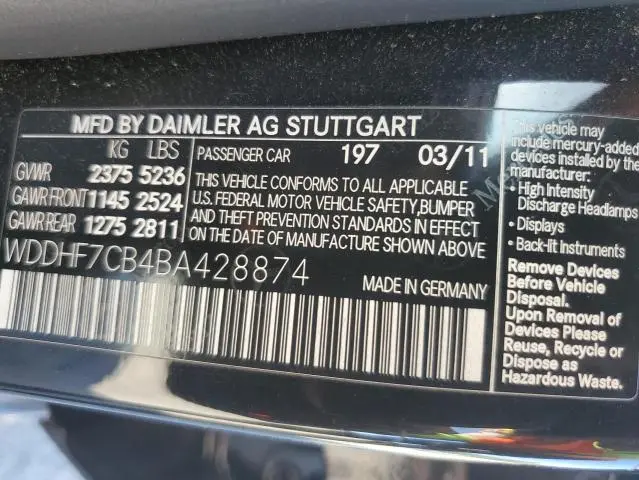 MFD BY DAIMLER AG STUTTGART
KG LBS
GVWR 2375 5236
GAWR FRONT 1145 2524
GAWR REAR 1275 2811
PASSENGER CAR 197 03/11
THIS VEHICLE CONFORMS TO ALL APPLICABLE
U.S. FEDERAL MOTOR VEHICLE SAFETY, BUMPER
AND THEFT PREVENTION STANDARDS IN EFFECT
ON DATE OF MANUFACTURE SHOWN ABOVE
WDDHF7CB4BA428874
MADE IN GERMANY
This vehicle may
include mercury-added
devices installed by the
manufacturer:
- High Intensity
Discharge Headlamps
- Displays
- Back-lit instruments
Remove Devices
Before Vehicle
Disposal.
Upon Removal of
Devices Please
Reuse, Recycle or
Dispose as
Hazardous Waste.